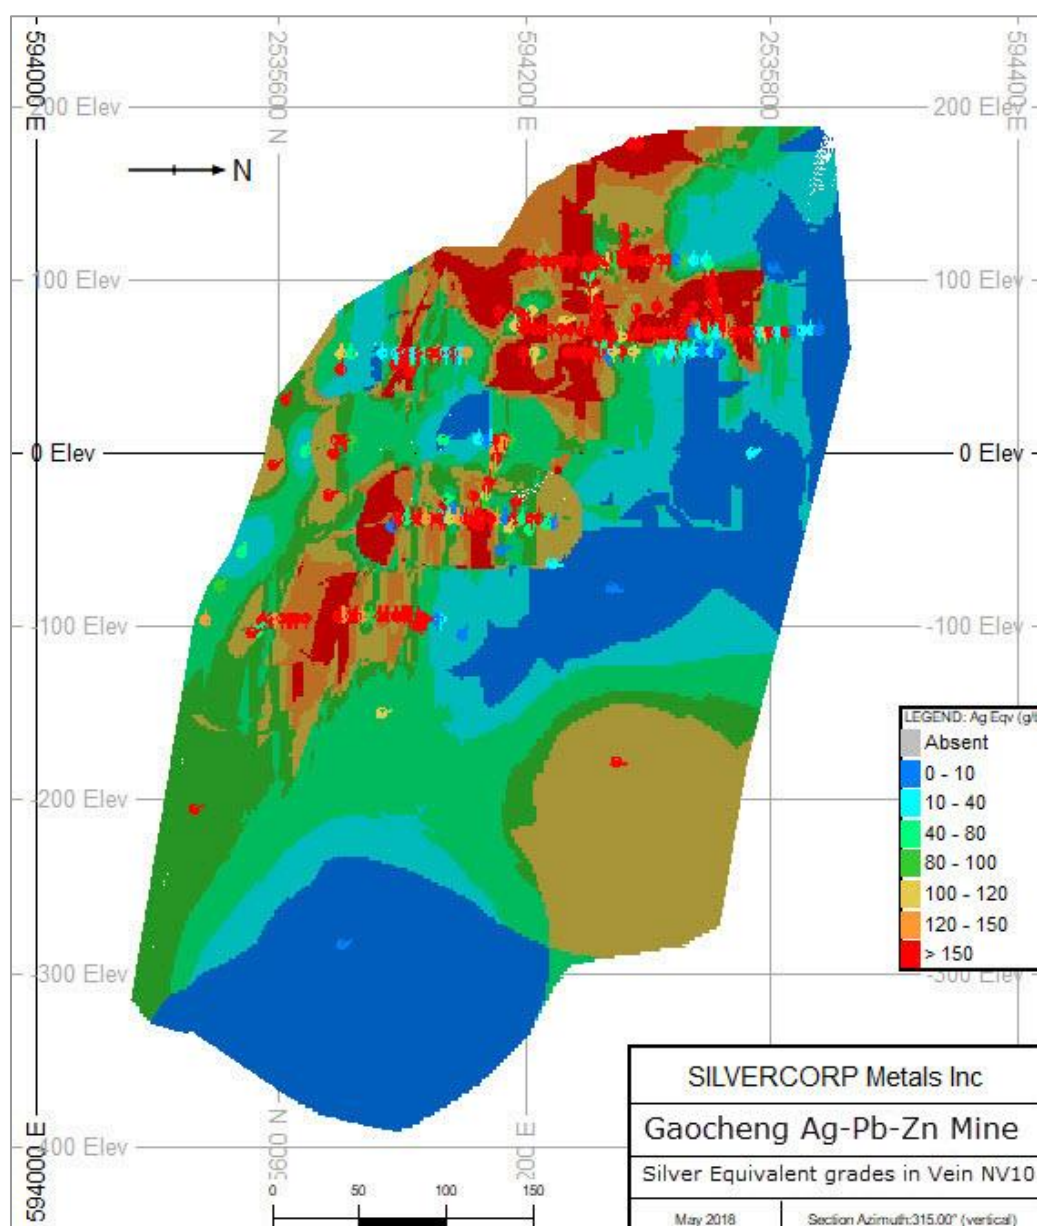 594000 E
2535600 N
594200 E
2535800 N
594400 E
200 Elev
200 Elev
N
100 Elev
100 Elev
0 Elev
0 Elev
-100 Elev
-100 Elev
LEGEND: Ag Eqv (g/t
Absent
0 - 10
10 - 40
40 - 80
80 - 100
100 - 120
120 - 150
> 150
-200 Elev
-300 Elev
-300 Elev
-400 Elev
594000 E
0
50
100
150
SILVERCORP Metals Inc
Gaocheng Ag-Pb-Zn Mine
Silver Equivalent grades in Vein NV10
May 2018
Section Azimuth:315.00° (vertical)